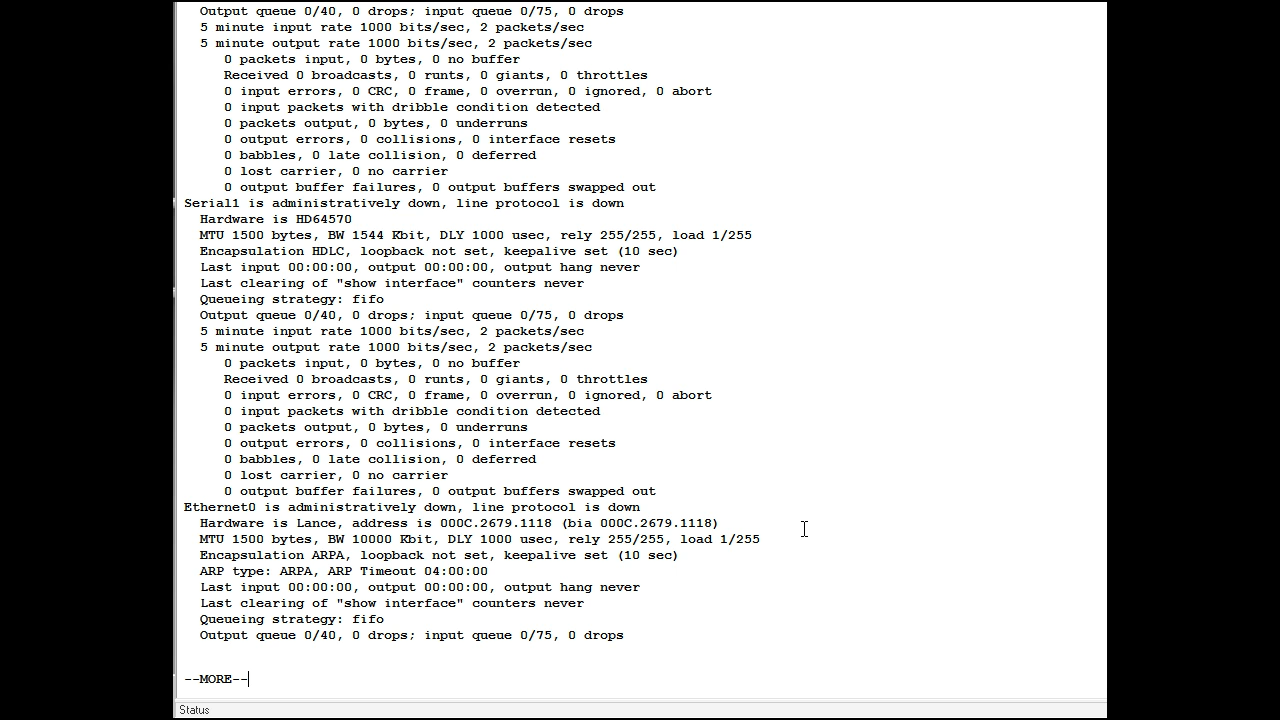 Output queue 0/40, 0 drops; input queue 0/75, 0 drops
5 minute input rate 1000 bits/sec, 2 packets/sec
5 minute output rate 1000 bits/sec, 2 packets/sec
0 packets input, 0 bytes, 0 no buffer
Received 0 broadcasts, 0 runts, 0 giants, 0 throttles
0 input errors, 0 CRC, 0 frame, 0 overrun, 0 ignored, 0 abort
0 input packets with dribble condition detected
0 packets output, 0 bytes, 0 underruns
0 output errors, 0 collisions, 0 interface resets
0 babbles, 0 late collision, 0 deferred
0 lost carrier, 0 no carrier
0 output buffer failures, 0 output buffers swapped out
Serial1 is administratively down, line protocol is down
Hardware is HD64570
MTU 1500 bytes, BW 1544 Kbit, DLY 1000 usec, rely 255/255, load 1/255
Encapsulation HDLC, loopback not set, keepalive set (10 sec)
Last input 00:00:00, output 00:00:00, output hang never
Last clearing of "show interface" counters never
Queueing strategy: fifo
Output queue 0/40, 0 drops; input queue 0/75, 0 drops
5 minute input rate 1000 bits/sec, 2 packets/sec
5 minute output rate 1000 bits/sec, 2 packets/sec
0 packets input, 0 bytes, 0 no buffer
Received 0 broadcasts, 0 runts, 0 giants, 0 throttles
0 input errors, 0 CRC, 0 frame, 0 overrun, 0 ignored, 0 abort
0 input packets with dribble condition detected
0 packets output, 0 bytes, 0 underruns
0 output errors, 0 collisions, 0 interface resets
0 babbles, 0 late collision, 0 deferred
0 lost carrier, 0 no carrier
0 output buffer failures, 0 output buffers swapped out
Ethernet0 is administratively down, line protocol is down
Hardware is Lance, address is 000C.2679.1118 (bia 000C.2679.1118)
MTU 1500 bytes, BW 10000 Kbit, DLY 1000 usec, rely 255/255, load 1/255
Encapsulation ARPA, loopback not set, keepalive set (10 sec)
ARP type: ARPA, ARP Timeout 04:00:00
Last input 00:00:00, output 00:00:00, output hang never
Last clearing of "show interface" counters never
Queueing strategy: fifo
Output queue 0/40, 0 drops; input queue 0/75, 0 drops
--MORE--
Status